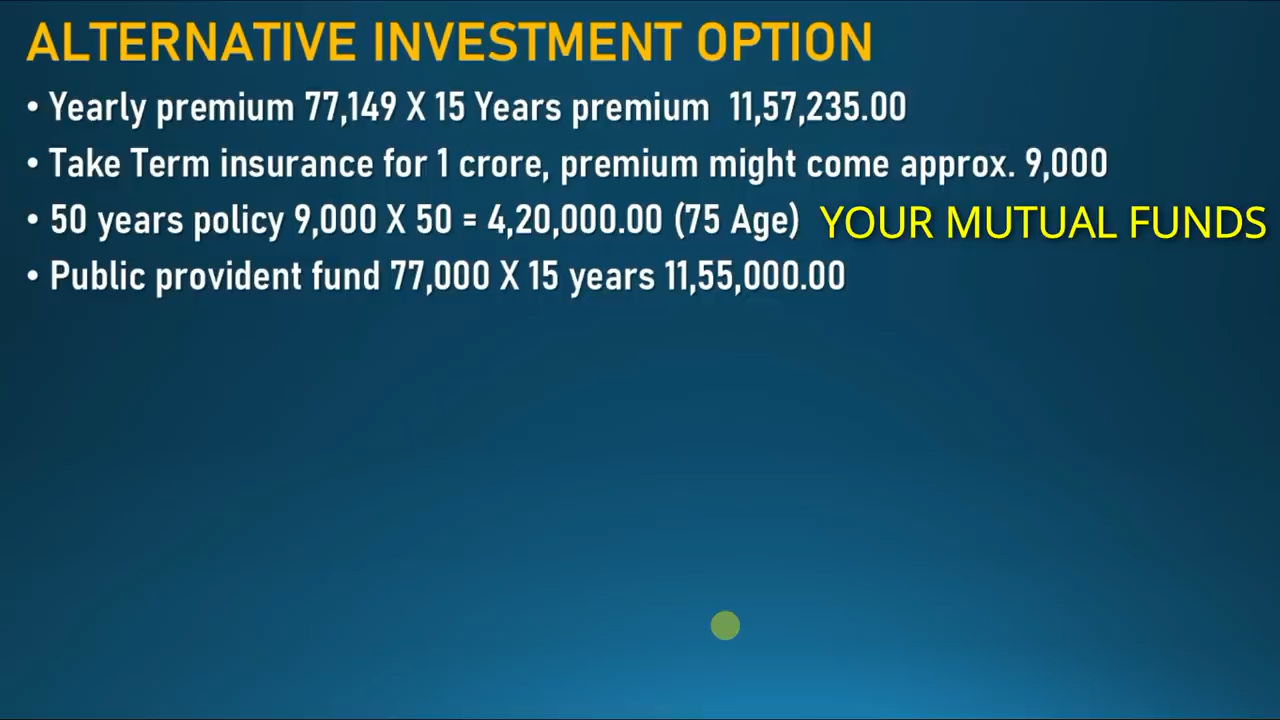 ALTERNATIVE INVESTMENT OPTION
• Yearly premium 77,149 X 15 Years premium 11,57,235.00
• Take Term insurance for 1 crore, premium might come approx. 9,000
• 50 years policy 9,000 X 50 = 4,20,000.00 (75 Age) YOUR MUTUAL FUNDS
• Public provident fund 77,000 X 15 years 11,55,000.00